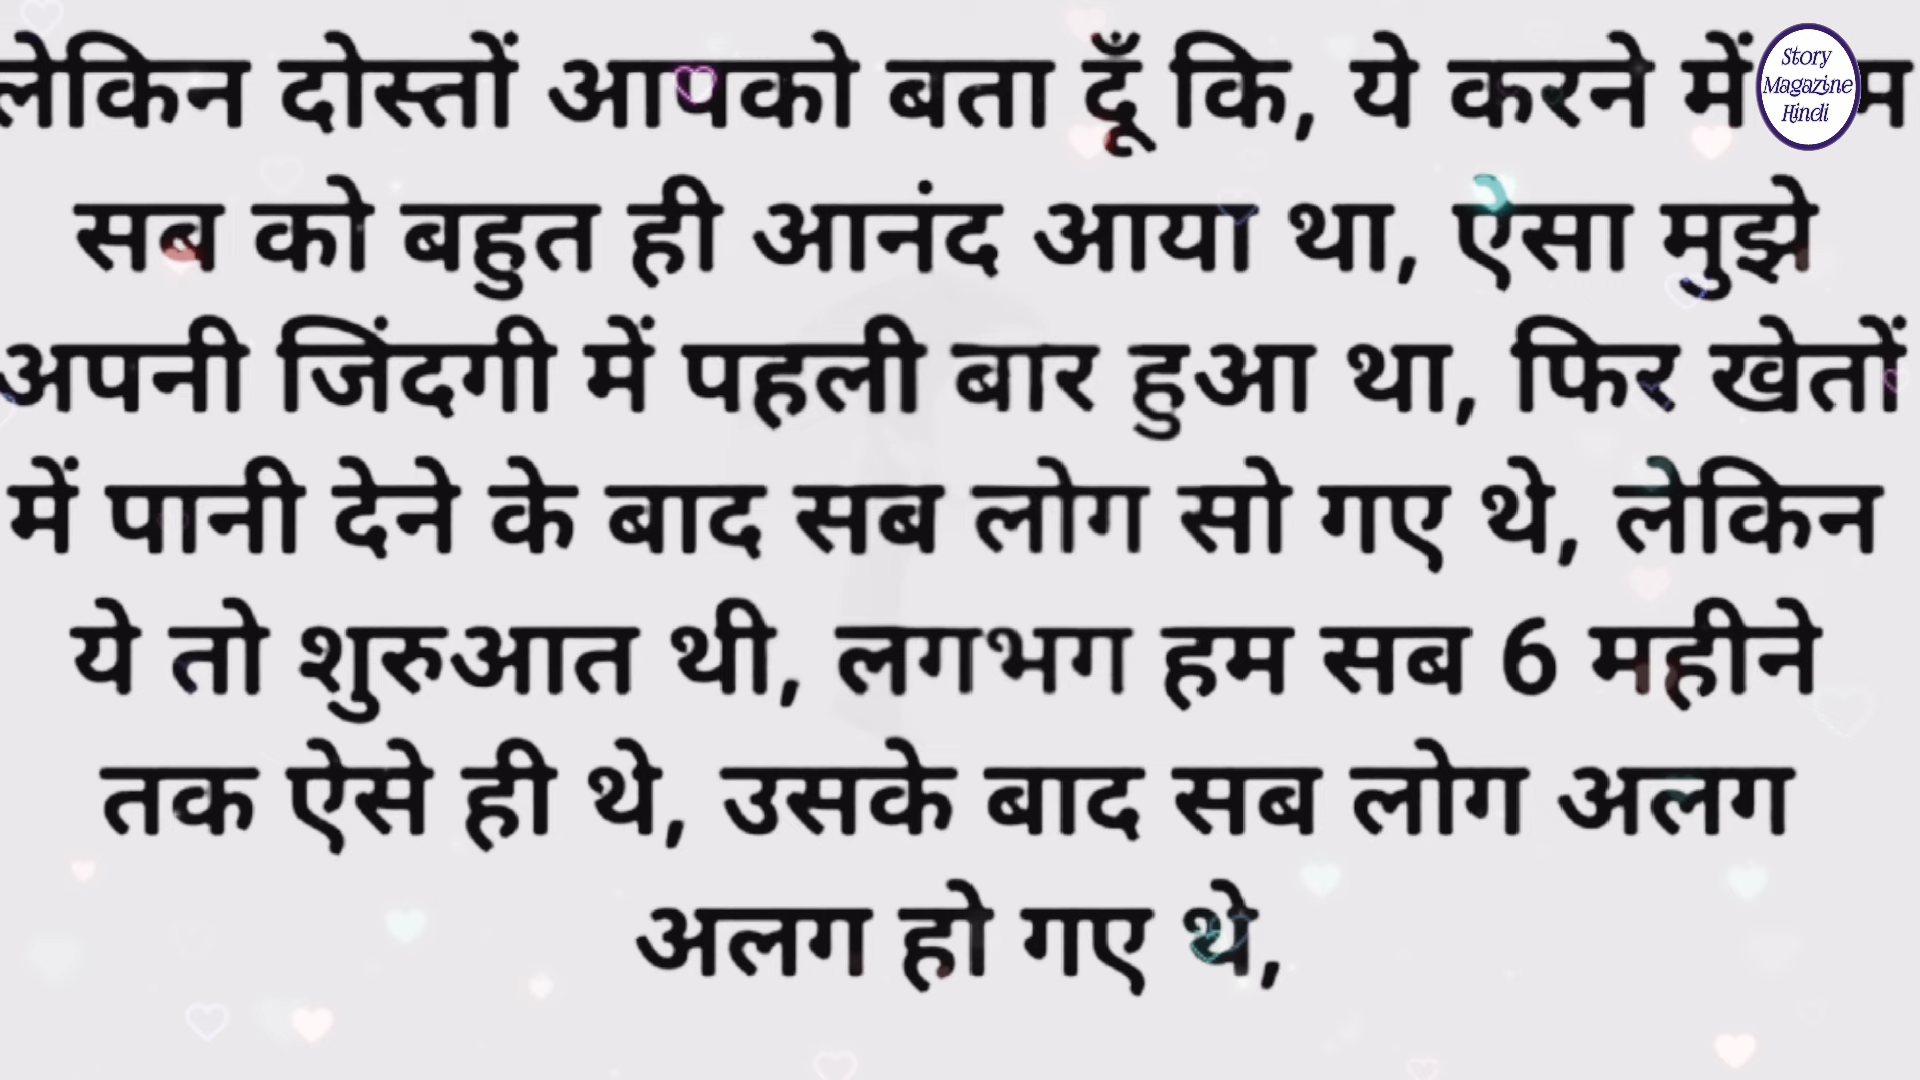 लेकिन दोस्तों आपको बता दूँ कि, ये करने में म
सब को बहुत ही आनंद आया था, ऐसा मुझे
अपनी जिंदगी में पहली बार हुआ था, फिर खेतों
में पानी देने के बाद सब लोग सो गए थे, लेकिन
ये तो शुरुआत थी, लगभग हम सब 6 महीने
तक ऐसे ही थे, उसके बाद सब लोग अलग
अलग हो गए थे,
Story
Magazine
Hindi